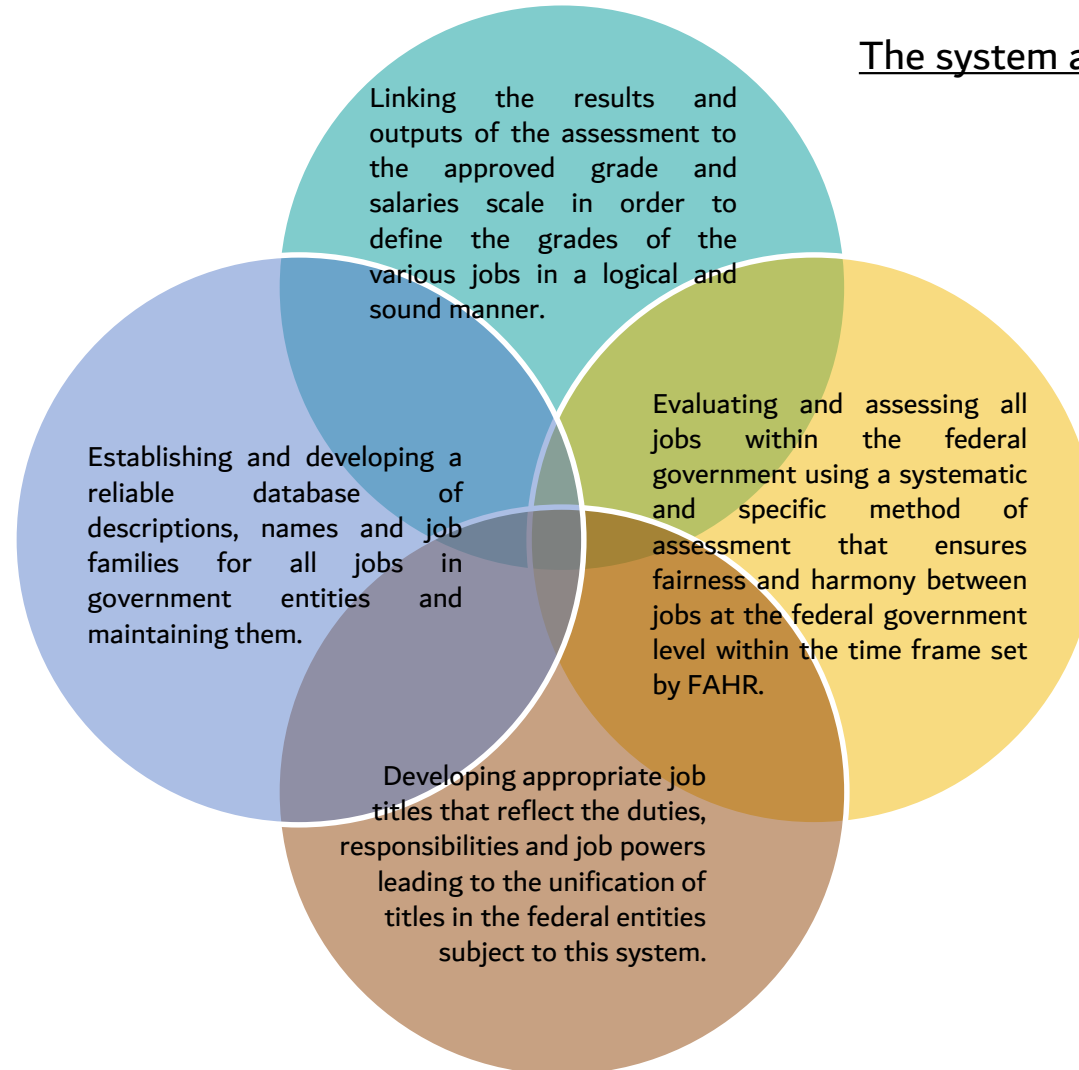 The system a
Linking the results and
outputs of the assessment to
the approved grade and
salaries scale in order to
define the grades of the
various jobs in a logical and
sound manner.
Evaluating and assessing all
jobs within the federal
government using a systematic
and specific method of
assessment that ensures
fairness and harmony between
jobs at the federal government
level within the time frame set
by FAHR.
Establishing and developing a
reliable database of
descriptions, names and job
families for all jobs in
government entities and
maintaining them.
Developing appropriate job
titles that reflect the duties,
responsibilities and job powers
leading to the unification of
titles in the federal entities
subject to this system.